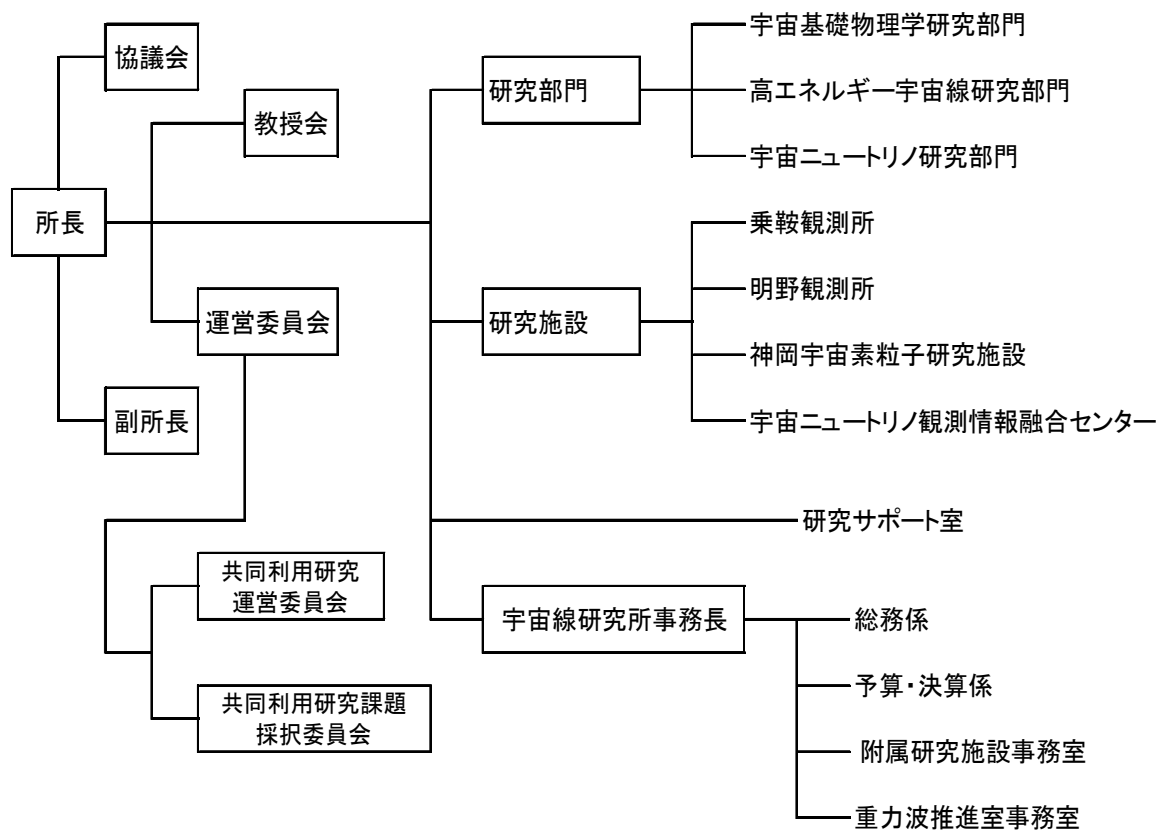 協議会
教授会
所長
運営委員会
副所長
共同利用研究
運営委員会
共同利用研究課題
採択委員会
研究部門
宇宙基礎物理学研究部門
高エネルギー宇宙線研究部門
宇宙ニュートリノ研究部門
研究施設
乗鞍観測所
明野観測所
神岡宇宙素粒子研究施設
宇宙ニュートリノ観測情報融合センター
研究サポート室
宇宙線研究所事務長
総務係
予算・決算係
附属研究施設事務室
重力波推進室事務室